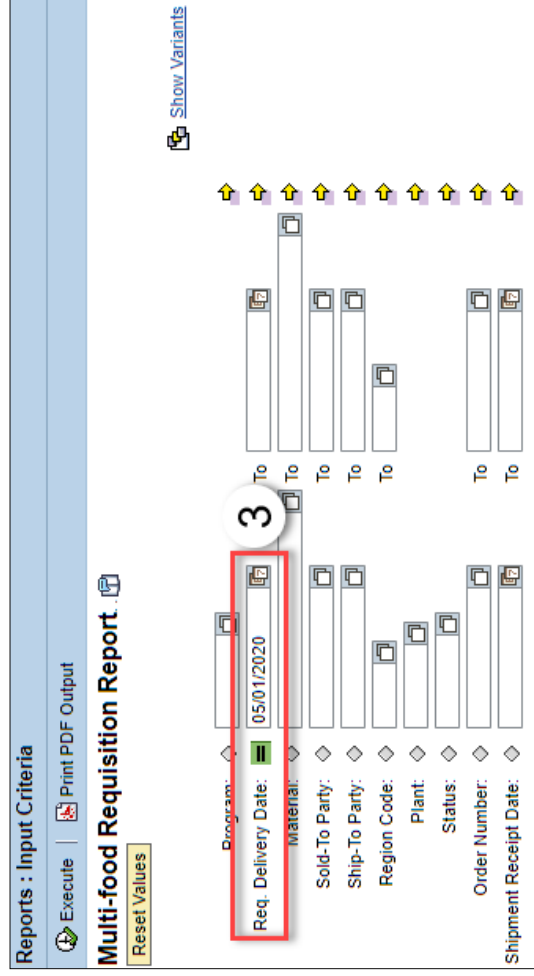 Reports : Input Criteria
Execute | Print PDF Output
Multi-food Requisition Report
Reset Values
Show Variants
Program:
Req. Delivery Date: 05/01/2020 To
3
Material: To
Sold-To Party: To
Ship-To Party: To
Region Code: To
Plant:
Status:
Order Number: To
Shipment Receipt Date: To